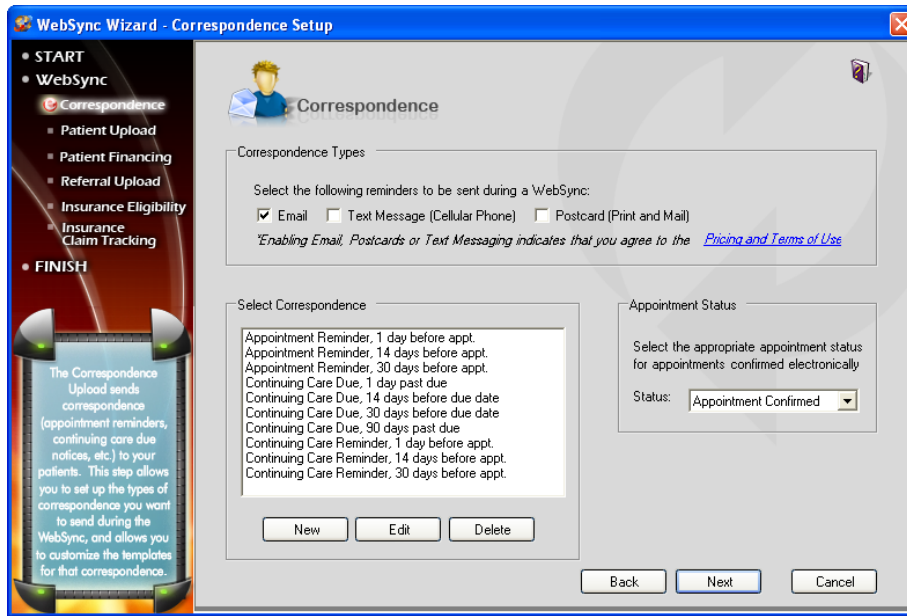 WebSync Wizard - Correspondence Setup
START
WebSync
Correspondence
Patient Upload
Patient Financing
Referral Upload
Insurance Eligibility
Insurance
Claim Tracking
FINISH
The Correspondence
Upload sends
correspondence
(appointment reminders,
continuing care due
notices, etc.) to your
patients. This step allows
you to set up the types of
correspondence you want
to send during the
WebSync, and allows you
to customize the templates
for that correspondence.
Correspondence
Correspondence Types
Select the following reminders to be sent during a WebSync:
Email Text Message (Cellular Phone) Postcard (Print and Mail)
*Enabling Email, Postcards or Text Messaging indicates that you agree to the Pricing and Terms of Use
Select Correspondence
Appointment Reminder, 1 day before appt.
Appointment Reminder, 14 days before appt.
Appointment Reminder, 30 days before appt.
Continuing Care Due, 1 day past due
Continuing Care Due, 14 days before due date
Continuing Care Due, 30 days before due date
Continuing Care Due, 90 days past due
Continuing Care Reminder, 1 day before appt.
Continuing Care Reminder, 14 days before appt.
Continuing Care Reminder, 30 days before appt.
New Edit Delete
Appointment Status
Select the appropriate appointment status
for appointments confirmed electronically
Status: Appointment Confirmed
Back Next Cancel